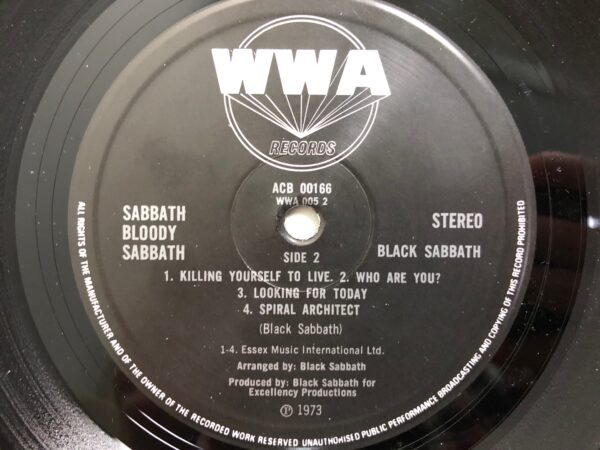 WWA
RECORDS
ACB 00166
WWA 005 2
SABBATH
BLOODY
SABBATH
STEREO
SIDE 2
BLACK SABBATH
1. KILLING YOURSELF TO LIVE. 2. WHO ARE YOU?
3. LOOKING FOR TODAY
4. SPIRAL ARCHITECT
(Black Sabbath)
1-4. Essex Music International Ltd.
Arranged by: Black Sabbath
Produced by: Black Sabbath for
Excellency Productions
℗ 1973
ALL RIGHTS OF THE MANUFACTURER AND OF THE OWNER OF THE RECORDED WORK RESERVED UNAUTHORISED PUBLIC PERFORMANCE BROADCASTING AND COPYING OF THIS RECORD PROHIBITED